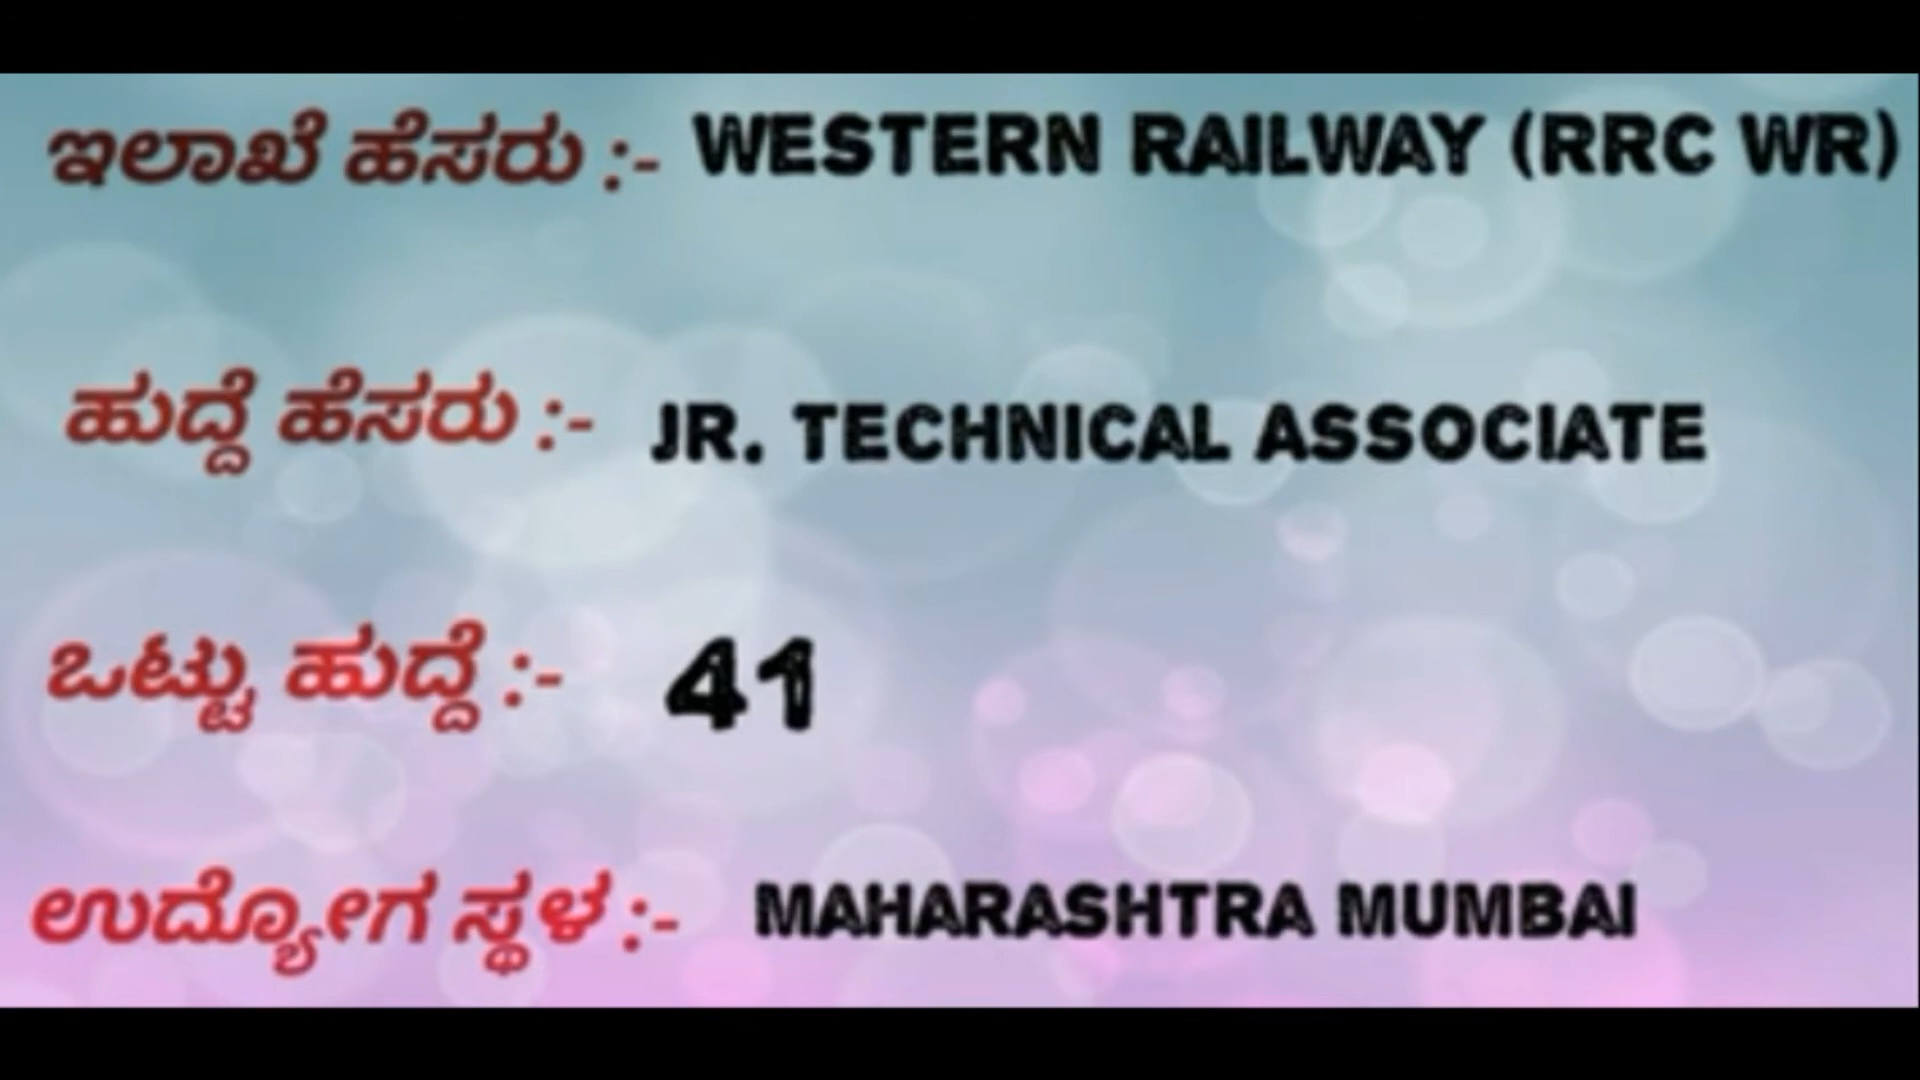 ಇಲಾಖೆ ಹೆಸರು :- WESTERN RAILWAY (RRC WR)
ಹುದ್ದೆ ಹೆಸರು :- JR. TECHNICAL ASSOCIATE
ಒಟ್ಟು ಹುದ್ದೆ :- 41
ಉದ್ಯೋಗ ಸ್ಥಳ :- MAHARASHTRA MUMBAI